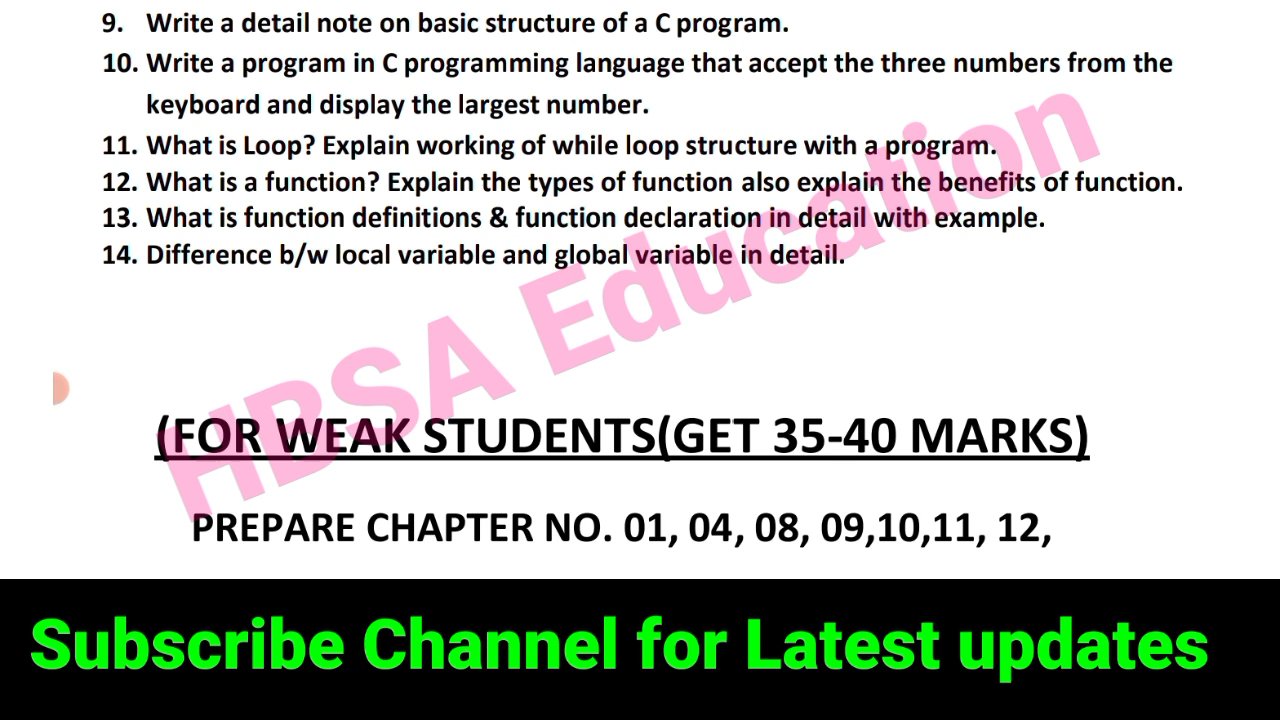 9. Write a detail note on basic structure of a C program.
10. Write a program in C programming language that accept the three numbers from the
keyboard and display the largest number.
11. What is Loop? Explain working of while loop structure with a program.
12. What is a function? Explain the types of function also explain the benefits of function.
13. What is function definitions & function declaration in detail with example.
14. Difference b/w local variable and global variable in detail.
HBSA Education
(FOR WEAK STUDENTS(GET 35-40 MARKS)
PREPARE CHAPTER NO. 01, 04, 08, 09,10,11, 12,
Subscribe Channel for Latest updates